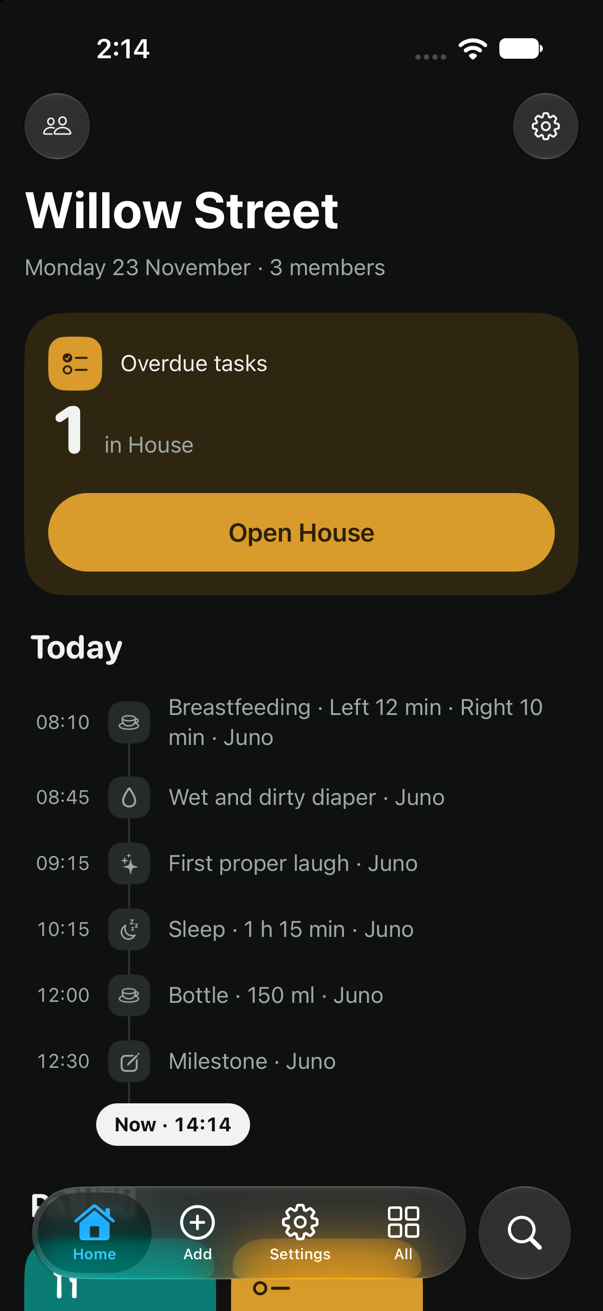 2:14
Willow Street
Monday 23 November · 3 members
Overdue tasks
1 in House
Open House
Today
08:10 Breastfeeding · Left 12 min · Right 10
min · Juno
08:45 Wet and dirty diaper · Juno
09:15 First proper laugh · Juno
10:15 Sleep · 1 h 15 min · Juno
12:00 Bottle · 150 ml · Juno
12:30 Milestone · Juno
Now · 14:14
Home
Add
Settings
All